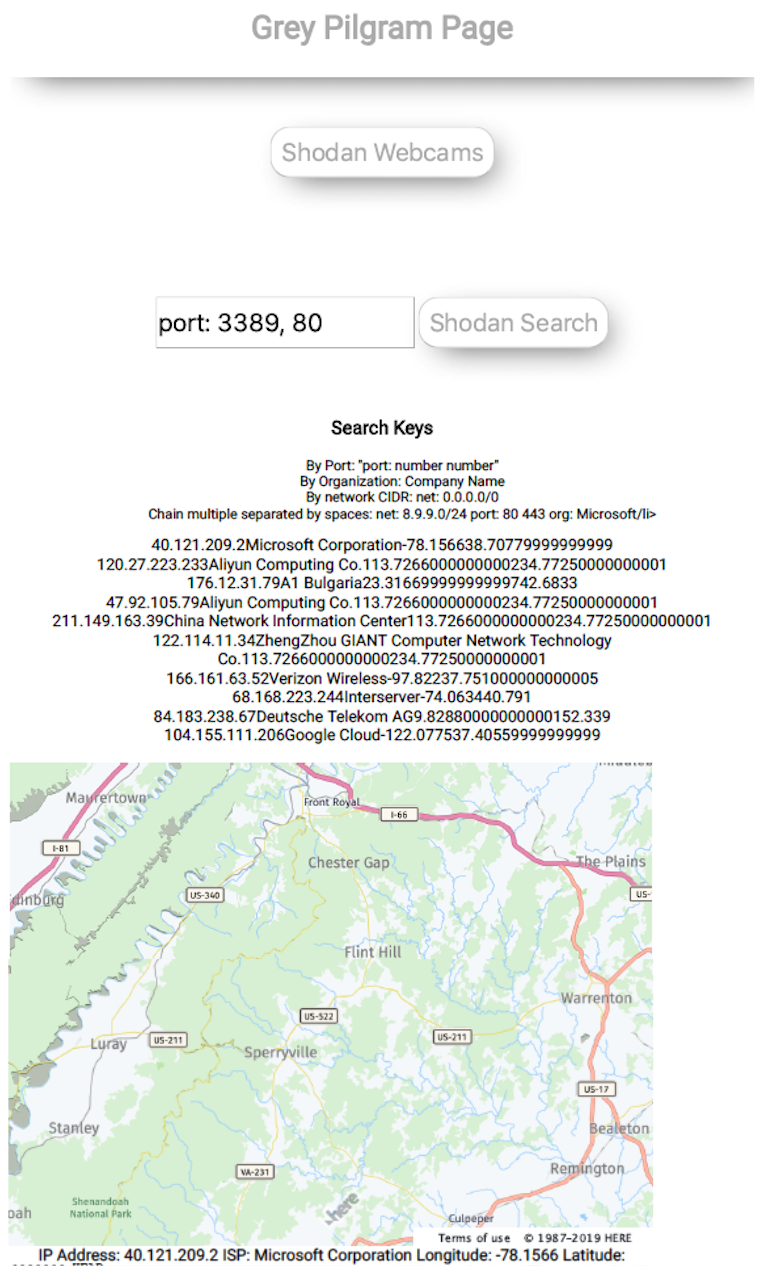 Grey Pilgram Page
Shodan Webcams
port: 3389, 80
Shodan Search
Search Keys
By Port: "port: number number"
By Organization: Company Name
By network CIDR: net: 0.0.0.0/0
Chain multiple separated by spaces: net: 8.9.9.0/24 port: 80 443 org: Microsoft/li>
40.121.209.2Microsoft Corporation-78.156638.70779999999999
120.27.223.233Aliyun Computing Co.113.7266000000000234.77250000000001
176.12.31.79A1 Bulgaria23.31669999999999742.6833
47.92.105.79Aliyun Computing Co.113.7266000000000234.77250000000001
211.149.163.39China Network Information Center113.7266000000000234.77250000000001
122.114.11.34ZhengZhou GIANT Computer Network Technology
Co.113.7266000000000234.77250000000001
166.161.63.52Verizon Wireless-97.82237.751000000000005
68.168.223.244Interserver-74.063440.791
84.183.238.67Deutsche Telekom AG9.82880000000000152.339
104.155.111.206Google Cloud-122.077537.40559999999999
Maurertown
Front Royal
I-66
I-81
Chester Gap
The Plains
dinburg
US-340
US-
Flint Hill
Warrenton
US-522
US-211
US-211
Luray
Sperryville
US-17
Stanley
Bealeton
Remington
VA-231
Shenandoah
National Park
oah
here
Culpeper
Terms of use © 1987–2019 HERE
IP Address: 40.121.209.2 ISP: Microsoft Corporation Longitude: -78.1566 Latitude: